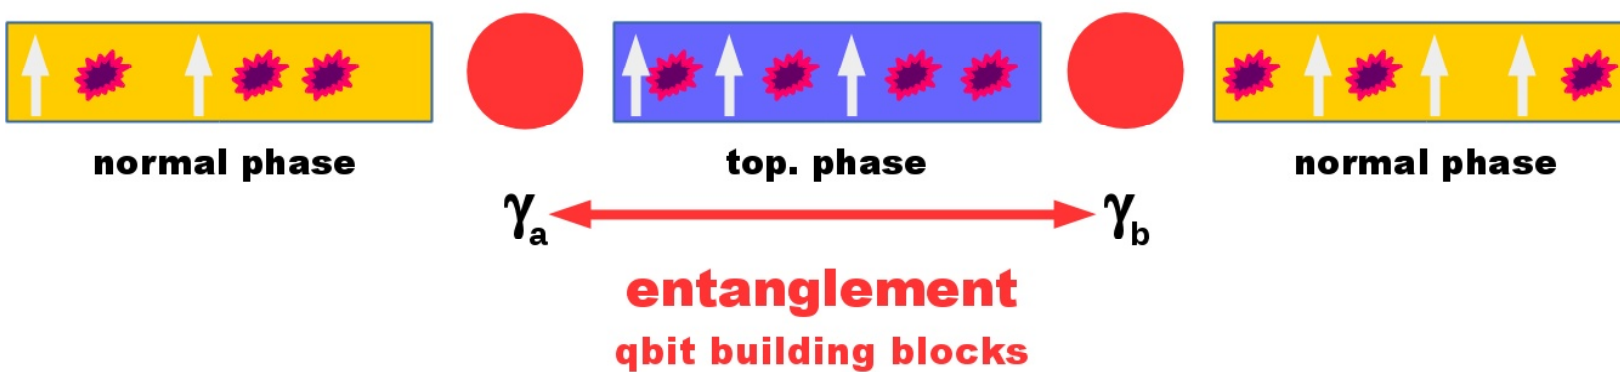 normal phase
top. phase
normal phase
γa
γb
entanglement
qbit building blocks